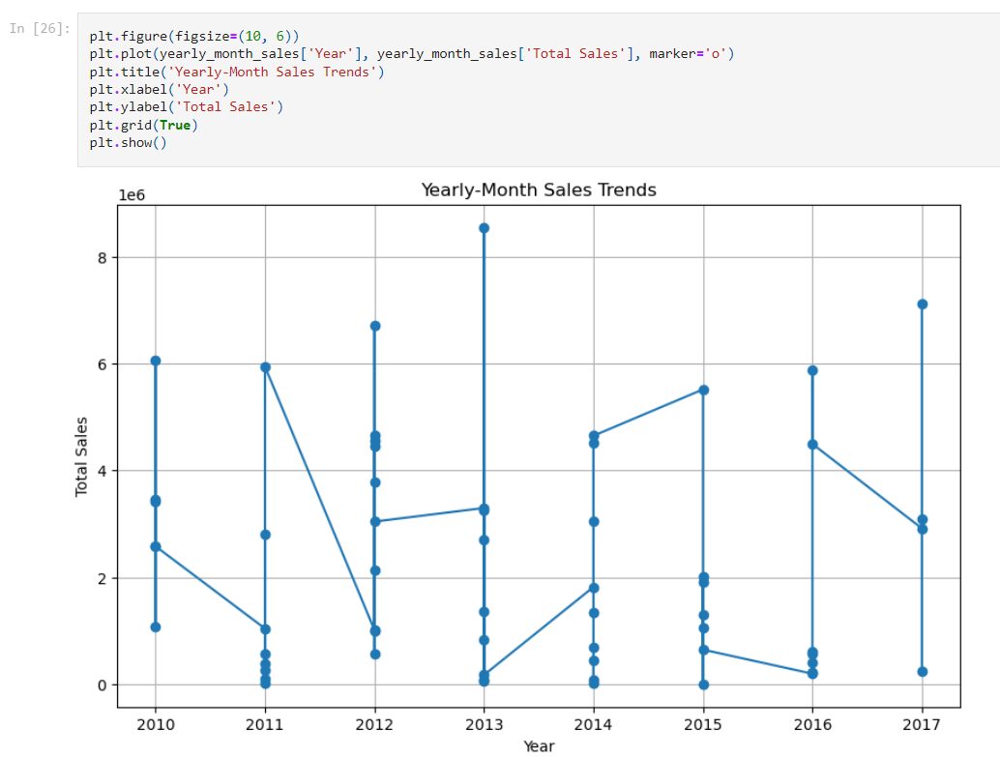 In [26]:
plt.figure(figsize=(10, 6))
plt.plot(yearly_month_sales['Year'], yearly_month_sales['Total Sales'], marker='o')
plt.title('Yearly-Month Sales Trends')
plt.xlabel('Year')
plt.ylabel('Total Sales')
plt.grid(True)
plt.show()
Yearly-Month Sales Trends
1e6
8
6
4
2
0
Total Sales
2010 2011 2012 2013 2014 2015 2016 2017
Year